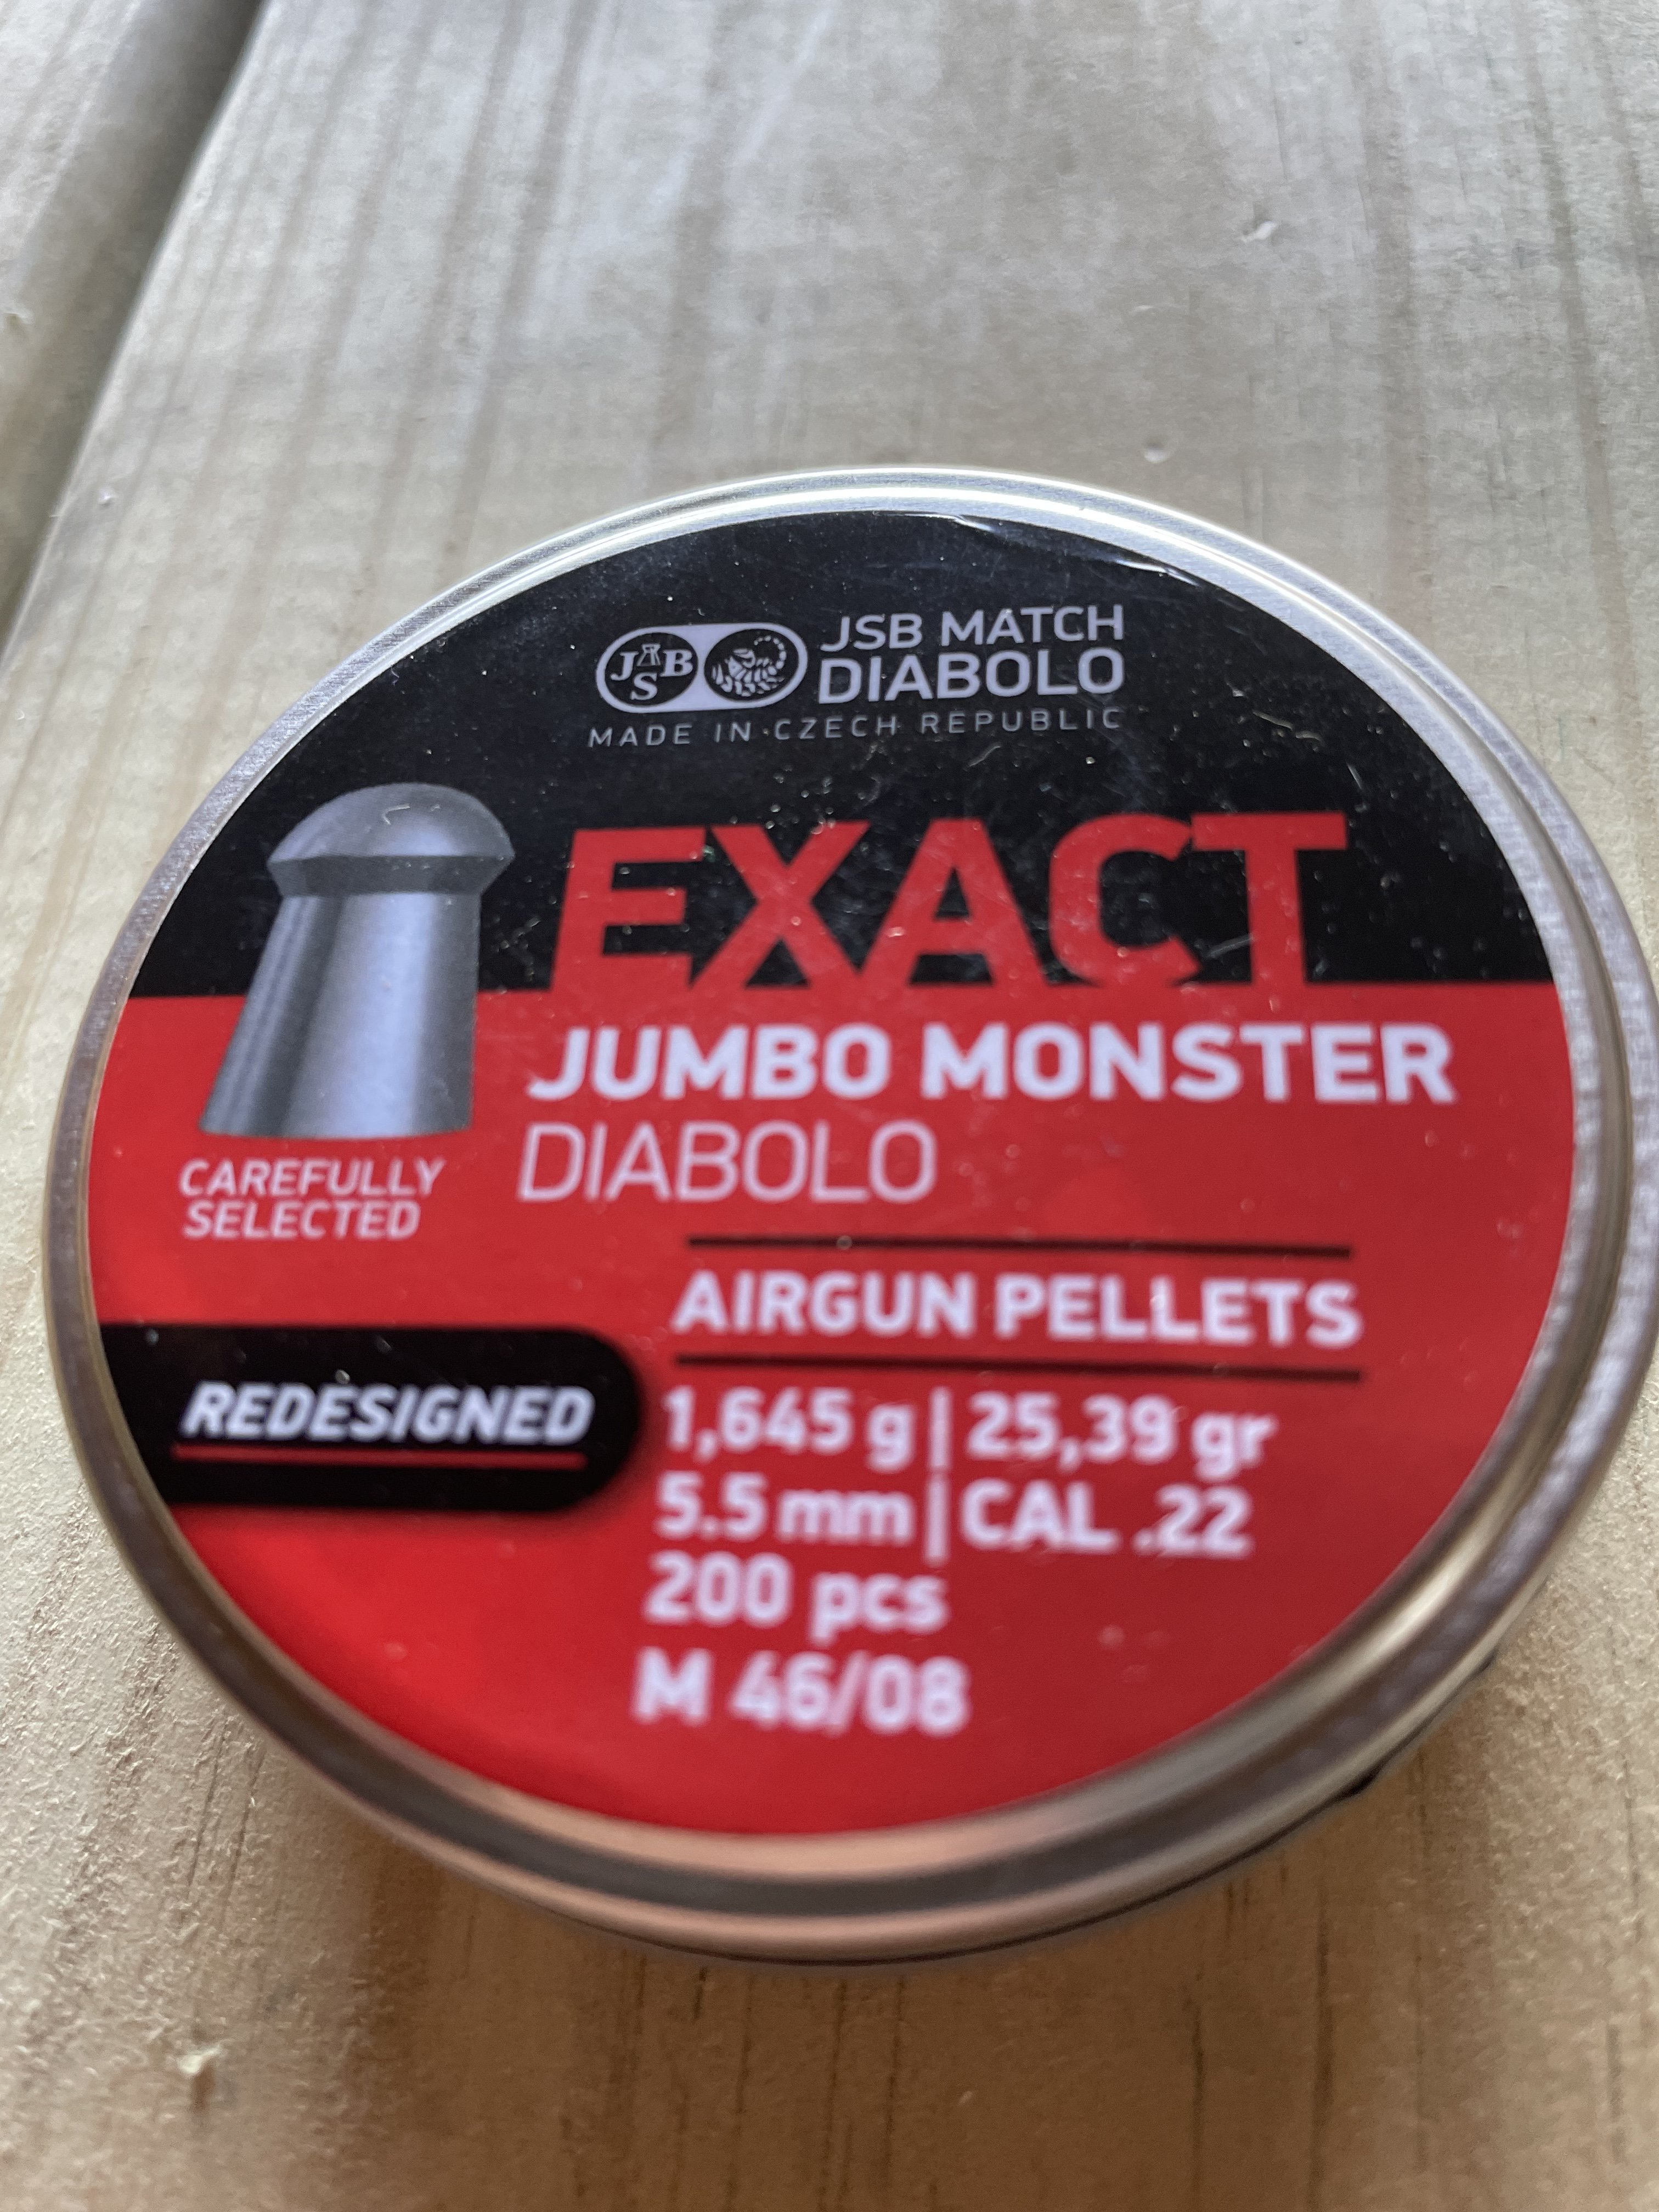 JSB
JSB MATCH
DIABOLO
MADE IN CZECH REPUBLIC
EXACT
JUMBO MONSTER
DIABOLO
CAREFULLY
SELECTED
AIRGUN PELLETS
REDESIGNED
1,645 g | 25,39 gr
5.5 mm | CAL .22
200 pcs
M 46/08